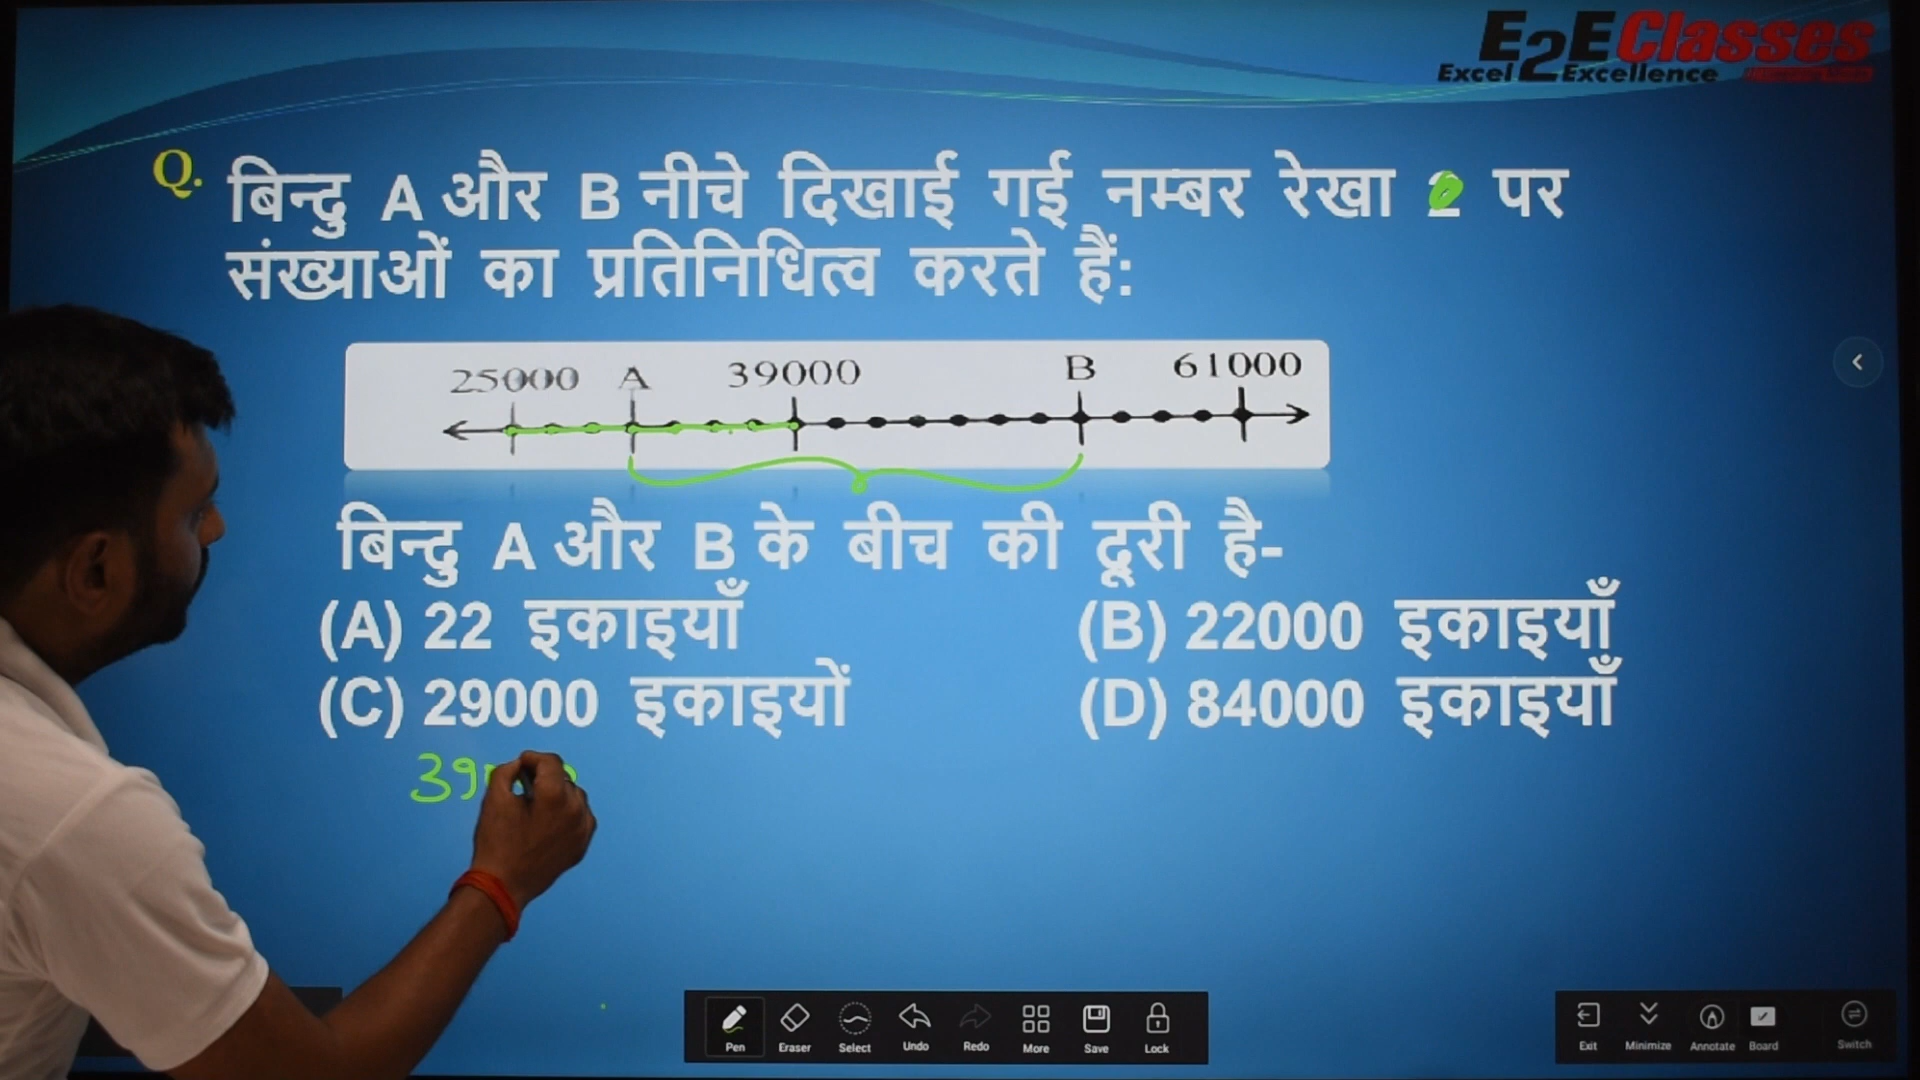 E2E Classes
Excel 2 Excellence
Q. बिन्दु A और B नीचे दिखाई गई नम्बर रेखा पर
संख्याओं का प्रतिनिधित्व करते हैं:
25000 A 39000 B 61000
बिन्दु A और B के बीच की दूरी है-
(A) 22 इकाइयाँ (B) 22000 इकाइयाँ
(C) 29000 इकाइयों (D) 84000 इकाइयाँ
39
Pen Eraser Select Undo Redo More Save Lock
Exit Minimize Annotate Board Switch